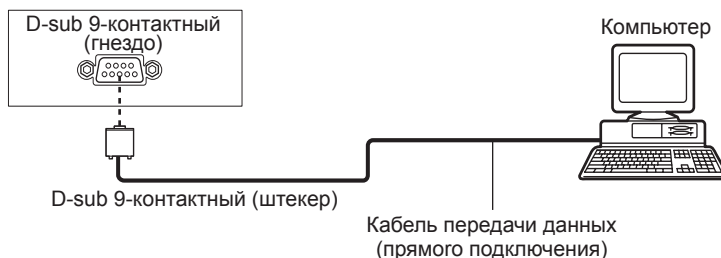 D-sub 9-контактный
(гнездо)
Компьютер
D-sub 9-контактный (штекер)
Кабель передачи данных
(прямого подключения)